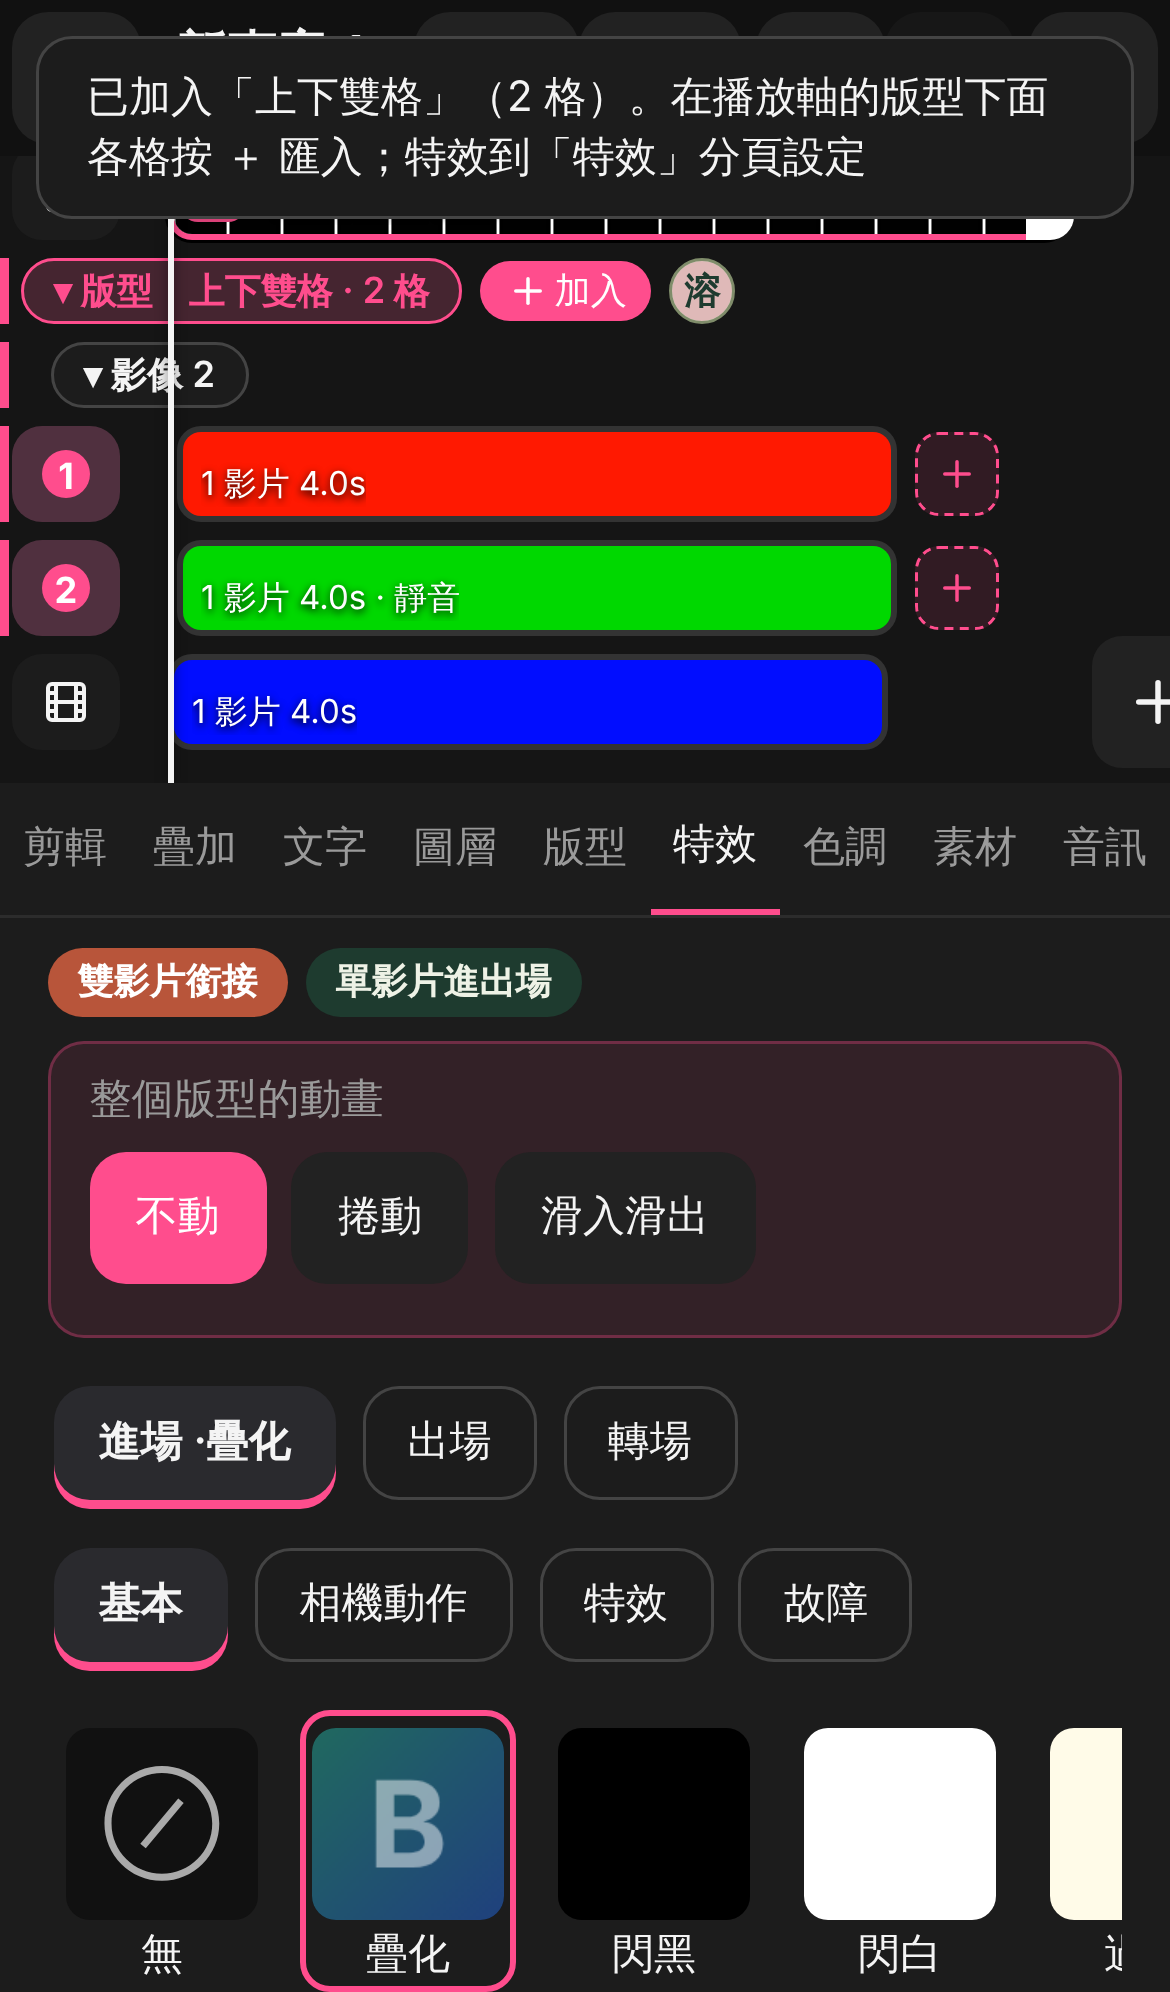 已加入「上下雙格」（2 格）。在播放軸的版型下面
各格按 ＋ 匯入；特效到「特效」分頁設定
▼版型 上下雙格 · 2 格
＋ 加入
溶
▼影像 2
1
1 影片 4.0s
2
1 影片 4.0s · 靜音
1 影片 4.0s
剪輯 疊加 文字 圖層 版型 特效 色調 素材 音訊
雙影片銜接 單影片進出場
整個版型的動畫
不動 捲動 滑入滑出
進場 ·疊化 出場 轉場
基本 相機動作 特效 故障
B
無 疊化 閃黑 閃白